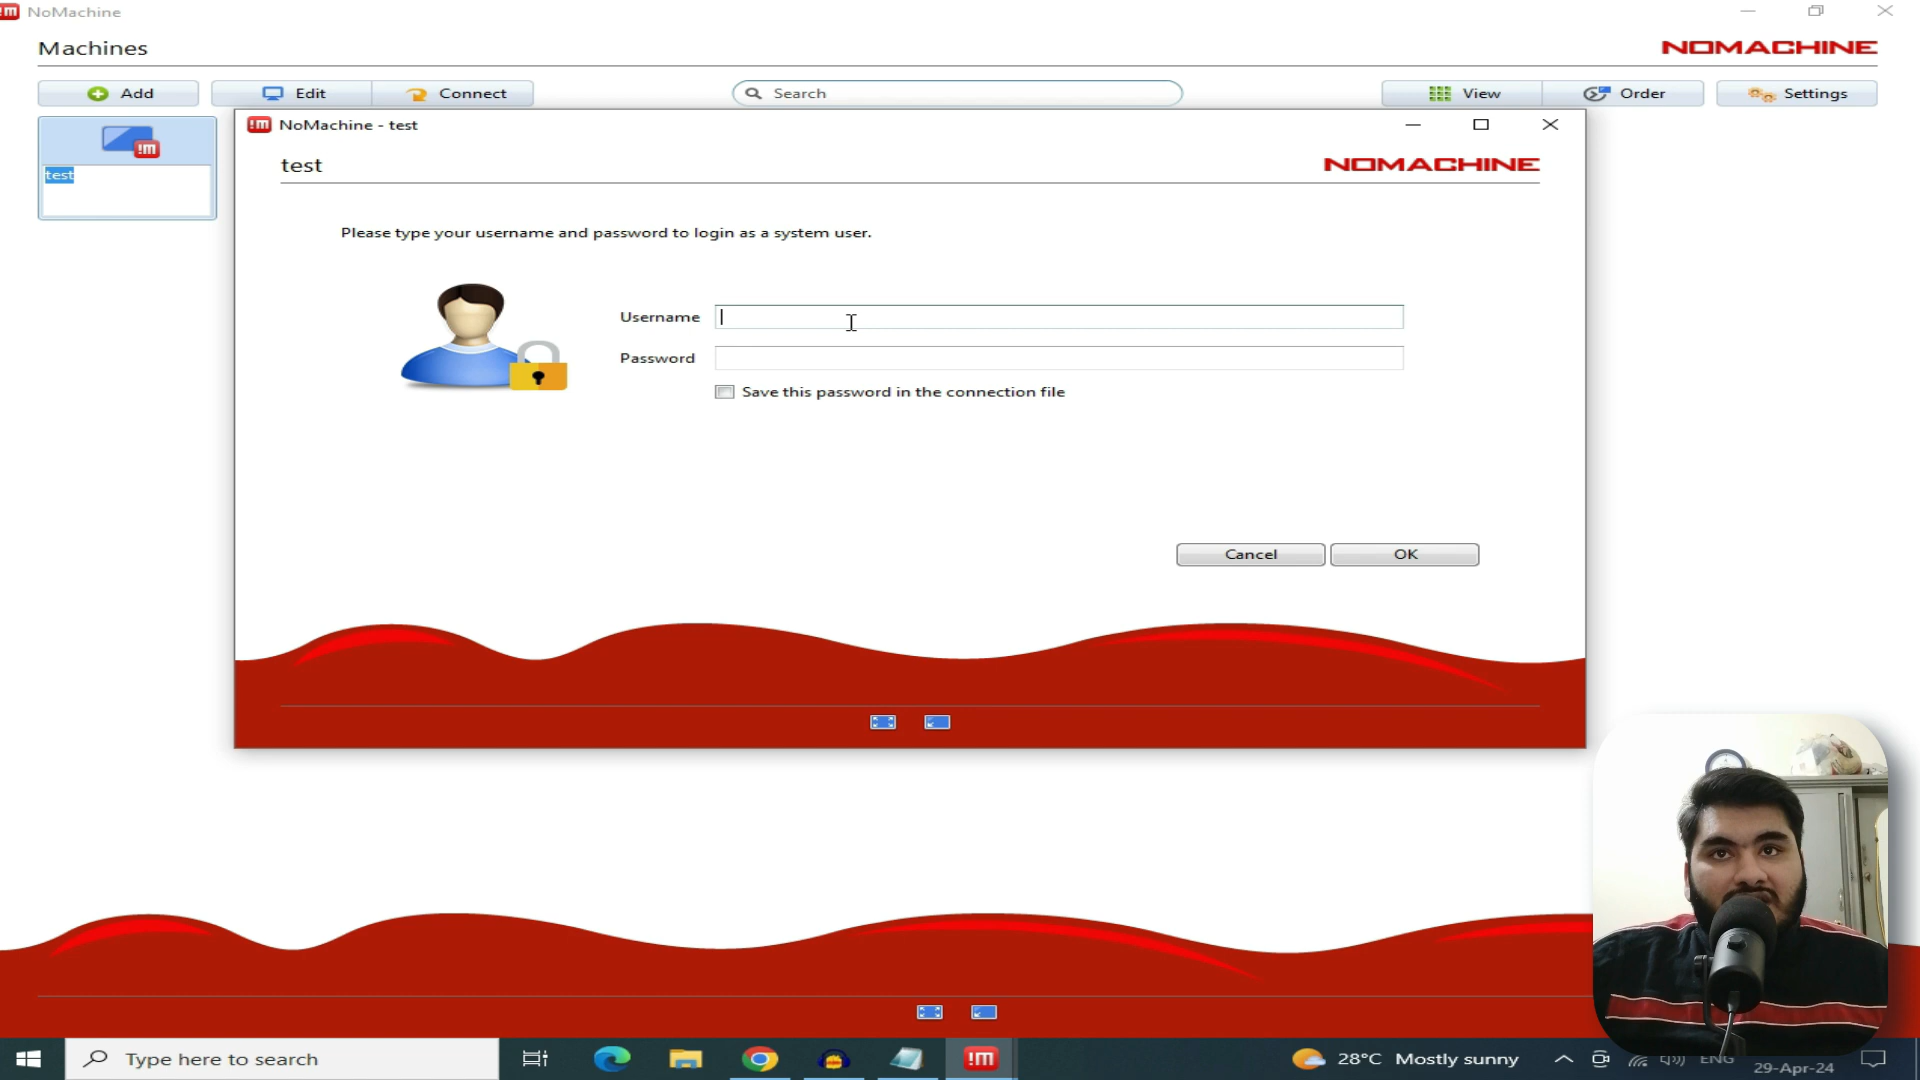 !m NoMachine
Machines
NOMACHINE
Add
Edit
Connect
Search
View
Order
Settings
!m NoMachine - test
test
NOMACHINE
!m
test
Please type your username and password to login as a system user.
Username
Password
Save this password in the connection file
Cancel
OK
Type here to search
!m
28°C Mostly sunny
ENG
29-Apr-24